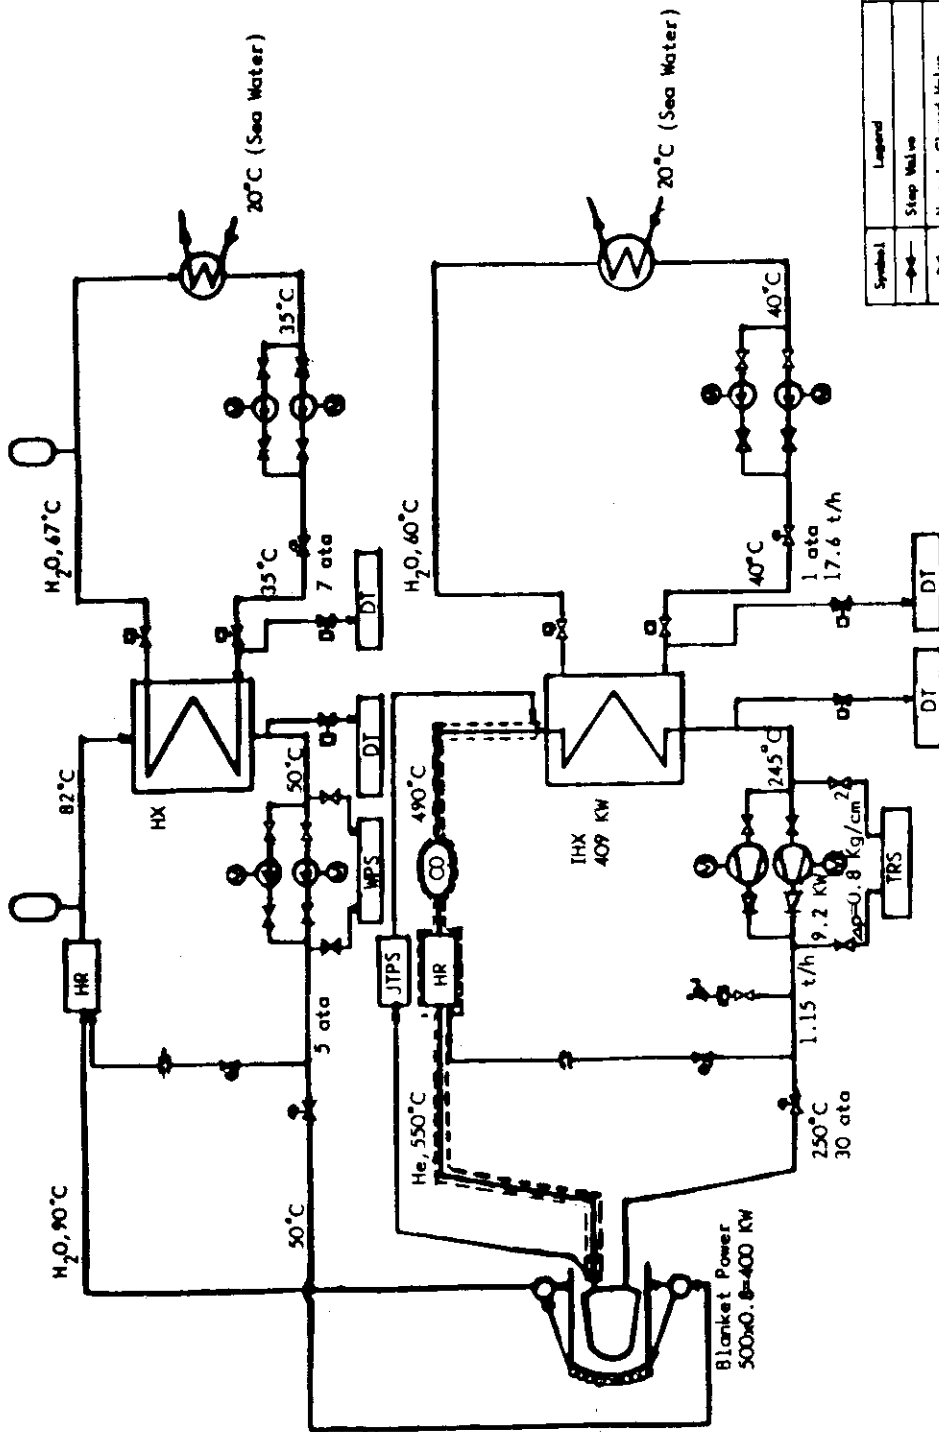 20°C (Sea Water)
H₂O, 67°C
35°C
35°C
7 ata
DT
82°C
HX
50°C
DT
WPS
HR
5 ata
H₂O, 90°C
50°C
20°C (Sea Water)
H₂O, 60°C
40°C
40°C
1 ata
17.6 t/h
DT
DT
490°C
CO
IHX
409 KW
245°C
JTPS
HR
9.2 KW
Δp=0.8 Kg/cm²
TRS
1.15 t/h
He, 550°C
250°C
30 ata
Blanket Power
500x0.8=400 KW
Symbol Legend
Stop Valve